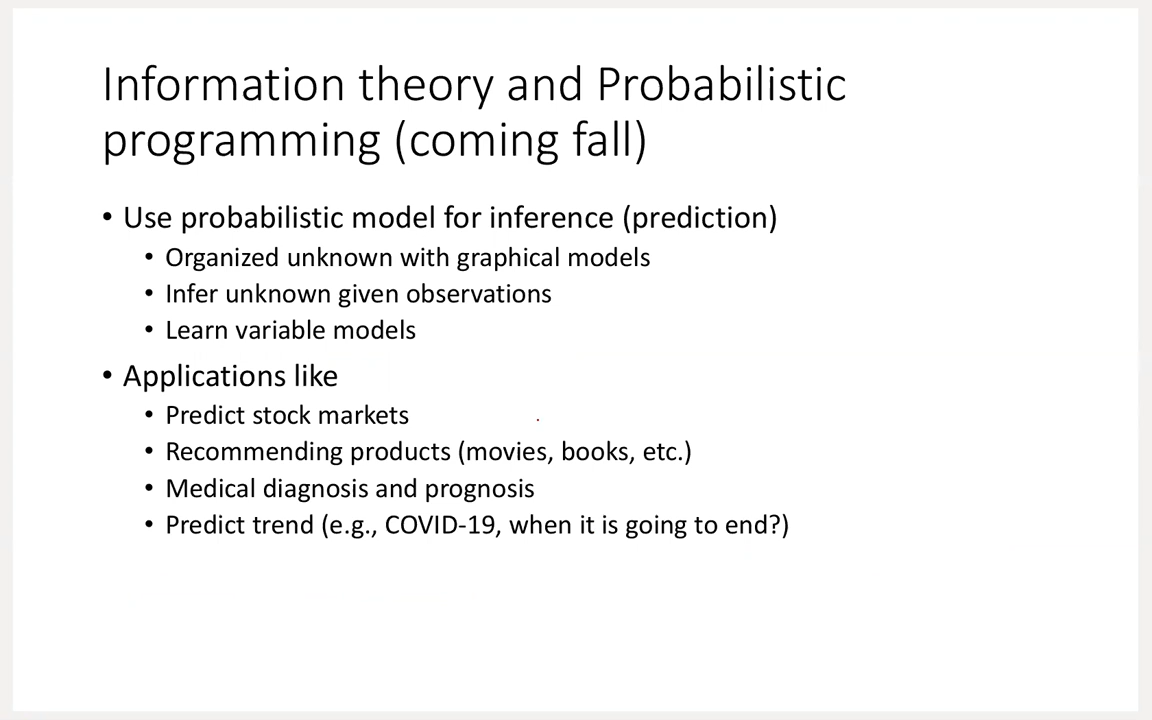 Information theory and Probabilistic
programming (coming fall)
• Use probabilistic model for inference (prediction)
• Organized unknown with graphical models
• Infer unknown given observations
• Learn variable models
• Applications like
• Predict stock markets
• Recommending products (movies, books, etc.)
• Medical diagnosis and prognosis
• Predict trend (e.g., COVID-19, when it is going to end?)